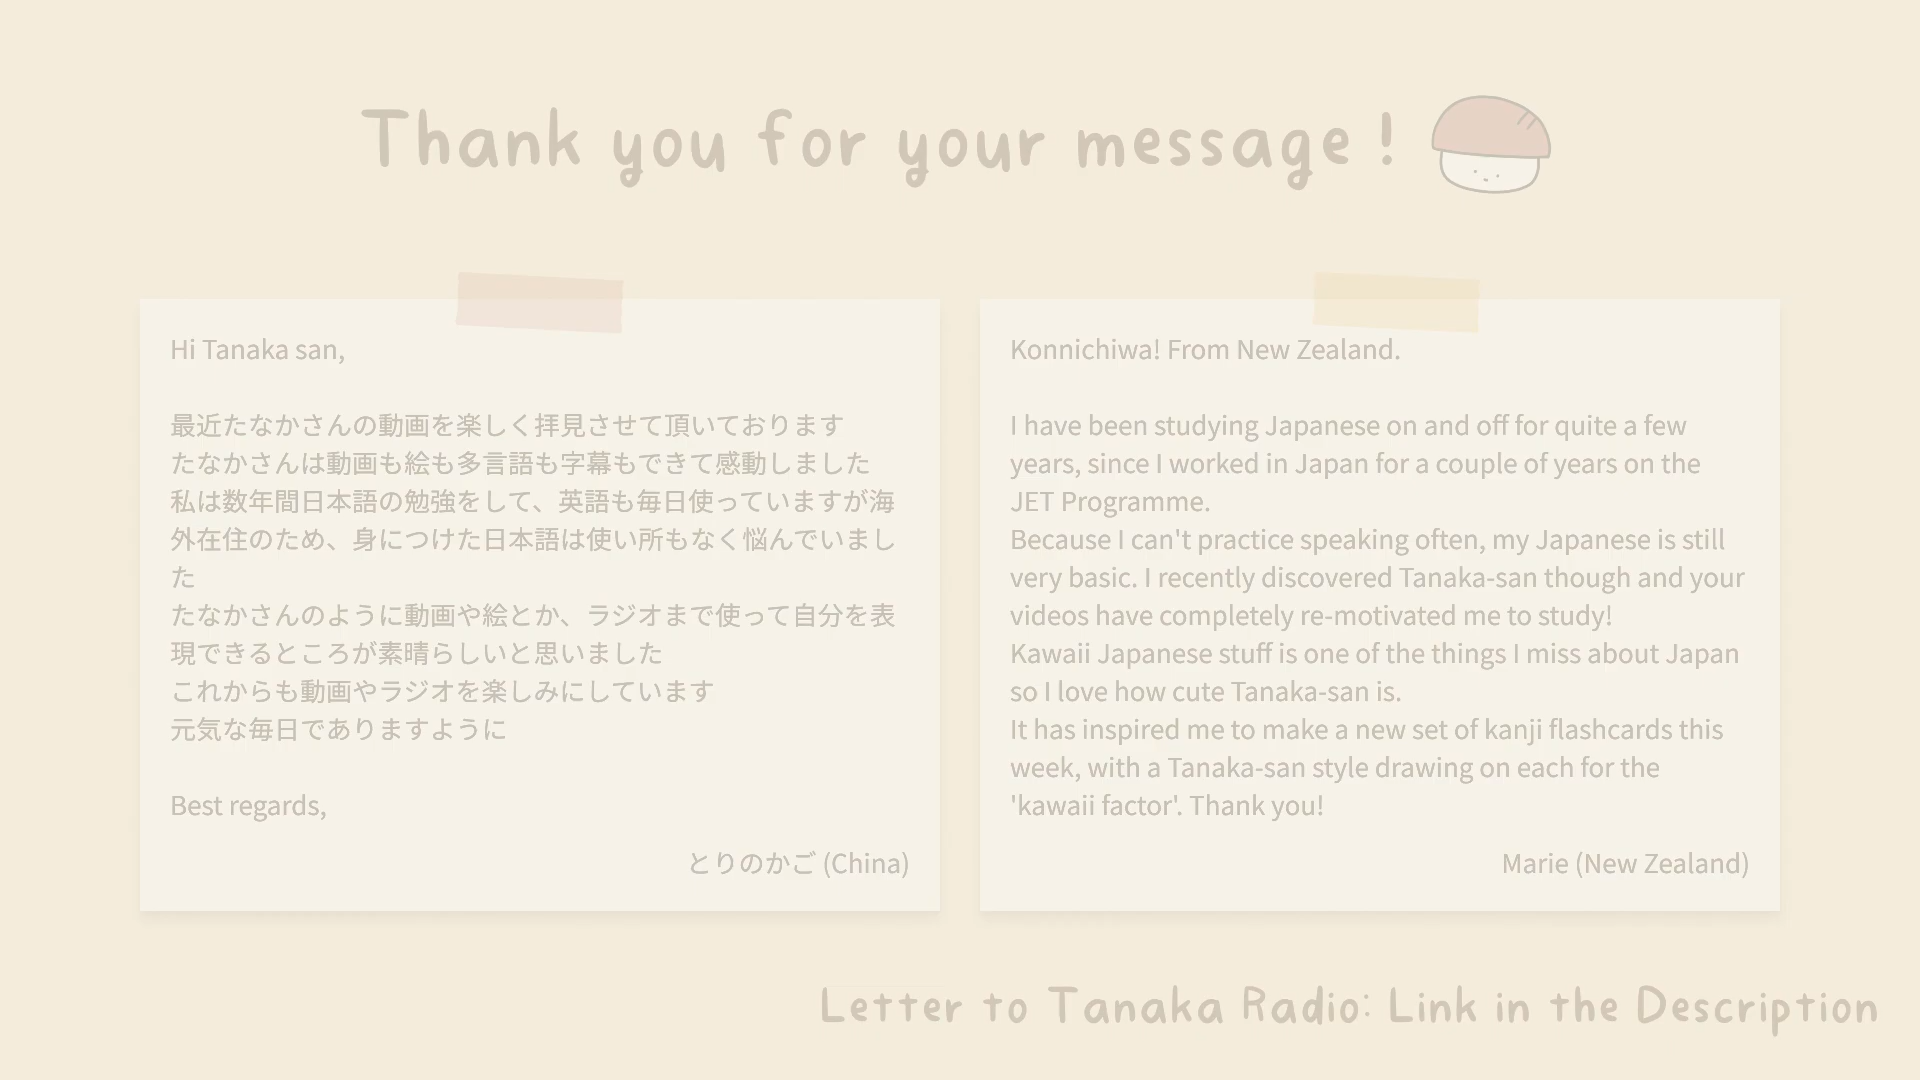 Thank you for your message !
Hi Tanaka san,
最近たなかさんの動画を楽しく拝見させて頂いております
たなかさんは動画も絵も多言語も字幕もできて感動しました
私は数年間日本語の勉強をして、英語も毎日使っていますが海
外在住のため、身につけた日本語は使い所もなく悩んでいまし
た
たなかさんのように動画や絵とか、ラジオまで使って自分を表
現できるところが素晴らしいと思いました
これからも動画やラジオを楽しみにしています
元気な毎日でありますように
Best regards,
とりのかご (China)
Konnichiwa! From New Zealand.
I have been studying Japanese on and off for quite a few
years, since I worked in Japan for a couple of years on the
JET Programme.
Because I can't practice speaking often, my Japanese is still
very basic. I recently discovered Tanaka-san though and your
videos have completely re-motivated me to study!
Kawaii Japanese stuff is one of the things I miss about Japan
so I love how cute Tanaka-san is.
It has inspired me to make a new set of kanji flashcards this
week, with a Tanaka-san style drawing on each for the
'kawaii factor'. Thank you!
Marie (New Zealand)
Letter to Tanaka Radio: Link in the Description